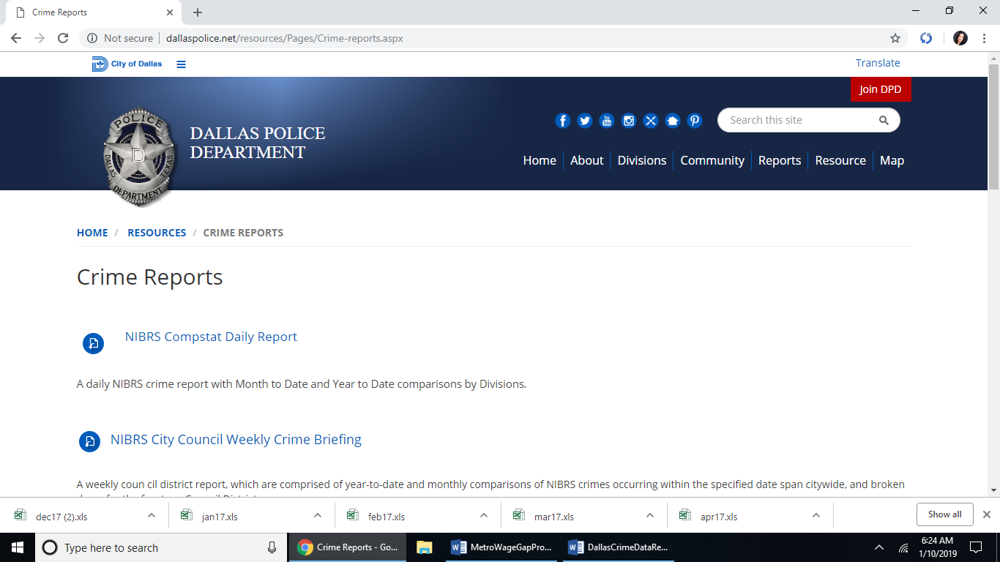 Crime Reports
Not secure
dallaspolice.net/resources/Pages/Crime-reports.aspx
City of Dallas
Translate
Join DPD
POLICE
D
DALLAS
TEXAS
DEPARTMENT
DALLAS POLICE
DEPARTMENT
You
Tube
Search this site
Home About Divisions Community Reports Resource Map
HOME / RESOURCES / CRIME REPORTS
Crime Reports
NIBRS Compstat Daily Report
A daily NIBRS crime report with Month to Date and Year to Date comparisons by Divisions.
NIBRS City Council Weekly Crime Briefing
A weekly coun cil district report, which are comprised of year-to-date and monthly comparisons of NIBRS crimes occurring within the specified date span citywide, and broken
dec17 (2).xls
jan17.xls
feb17.xls
mar17.xls
apr17.xls
Show all
Type here to search
Crime Reports - Go...
MetroWageGapPro...
DallasCrimeDataRe...
6:24 AM
1/10/2019